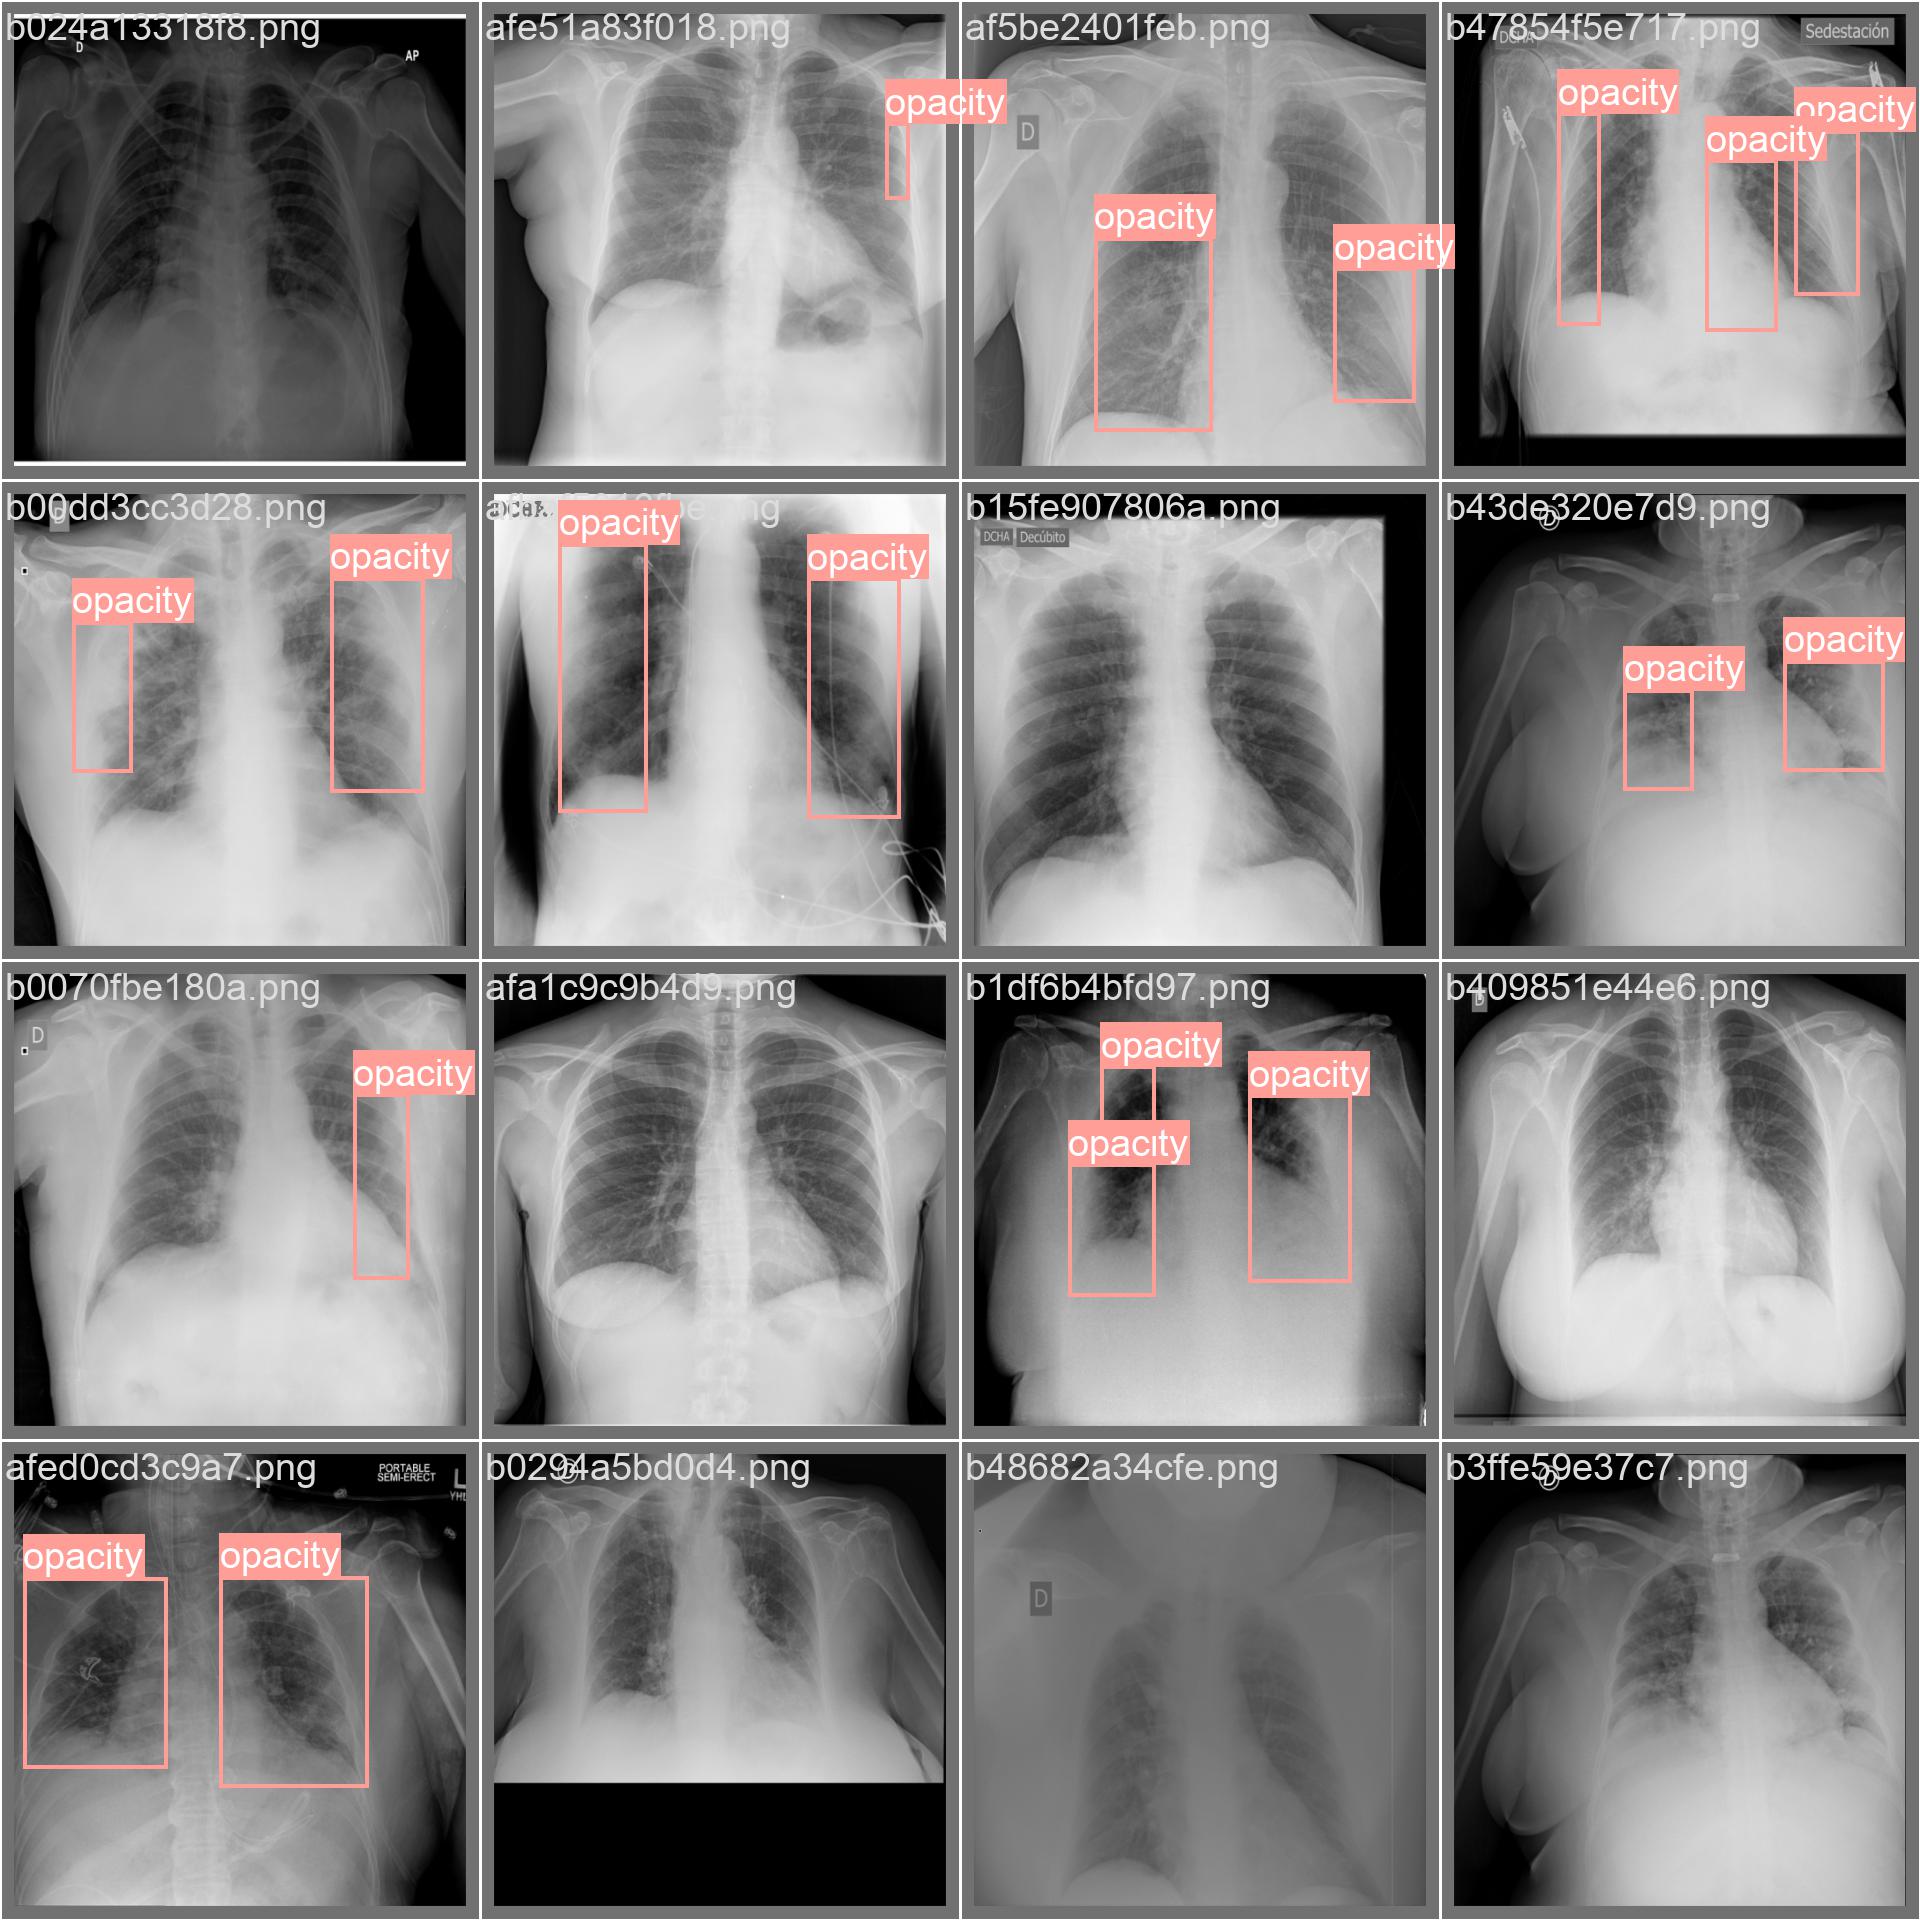 b024a13318f8.png
D
AP
afe51a83f018.png
opacity
af5be2401feb.png
D
opacity
opacity
b47854f5e717.png
DCHA
Sedestación
opacity
opacity
opacity
b00dd3cc3d28.png
D
opacity
opacity
opacity
opacity
b15fe907806a.png
DCHA Decúbito
b43de320e7d9.png
D
opacity
opacity
b0070fbe180a.png
D
opacity
afa1c9c9b4d9.png
b1df6b4bfd97.png
opacity
opacity
opacity
b409851e44e6.png
D
afed0cd3c9a7.png
PORTABLE
SEMI-ERECT
L
opacity
opacity
b0294a5bd0d4.png
D
b48682a34cfe.png
D
b3ffe59e37c7.png
D